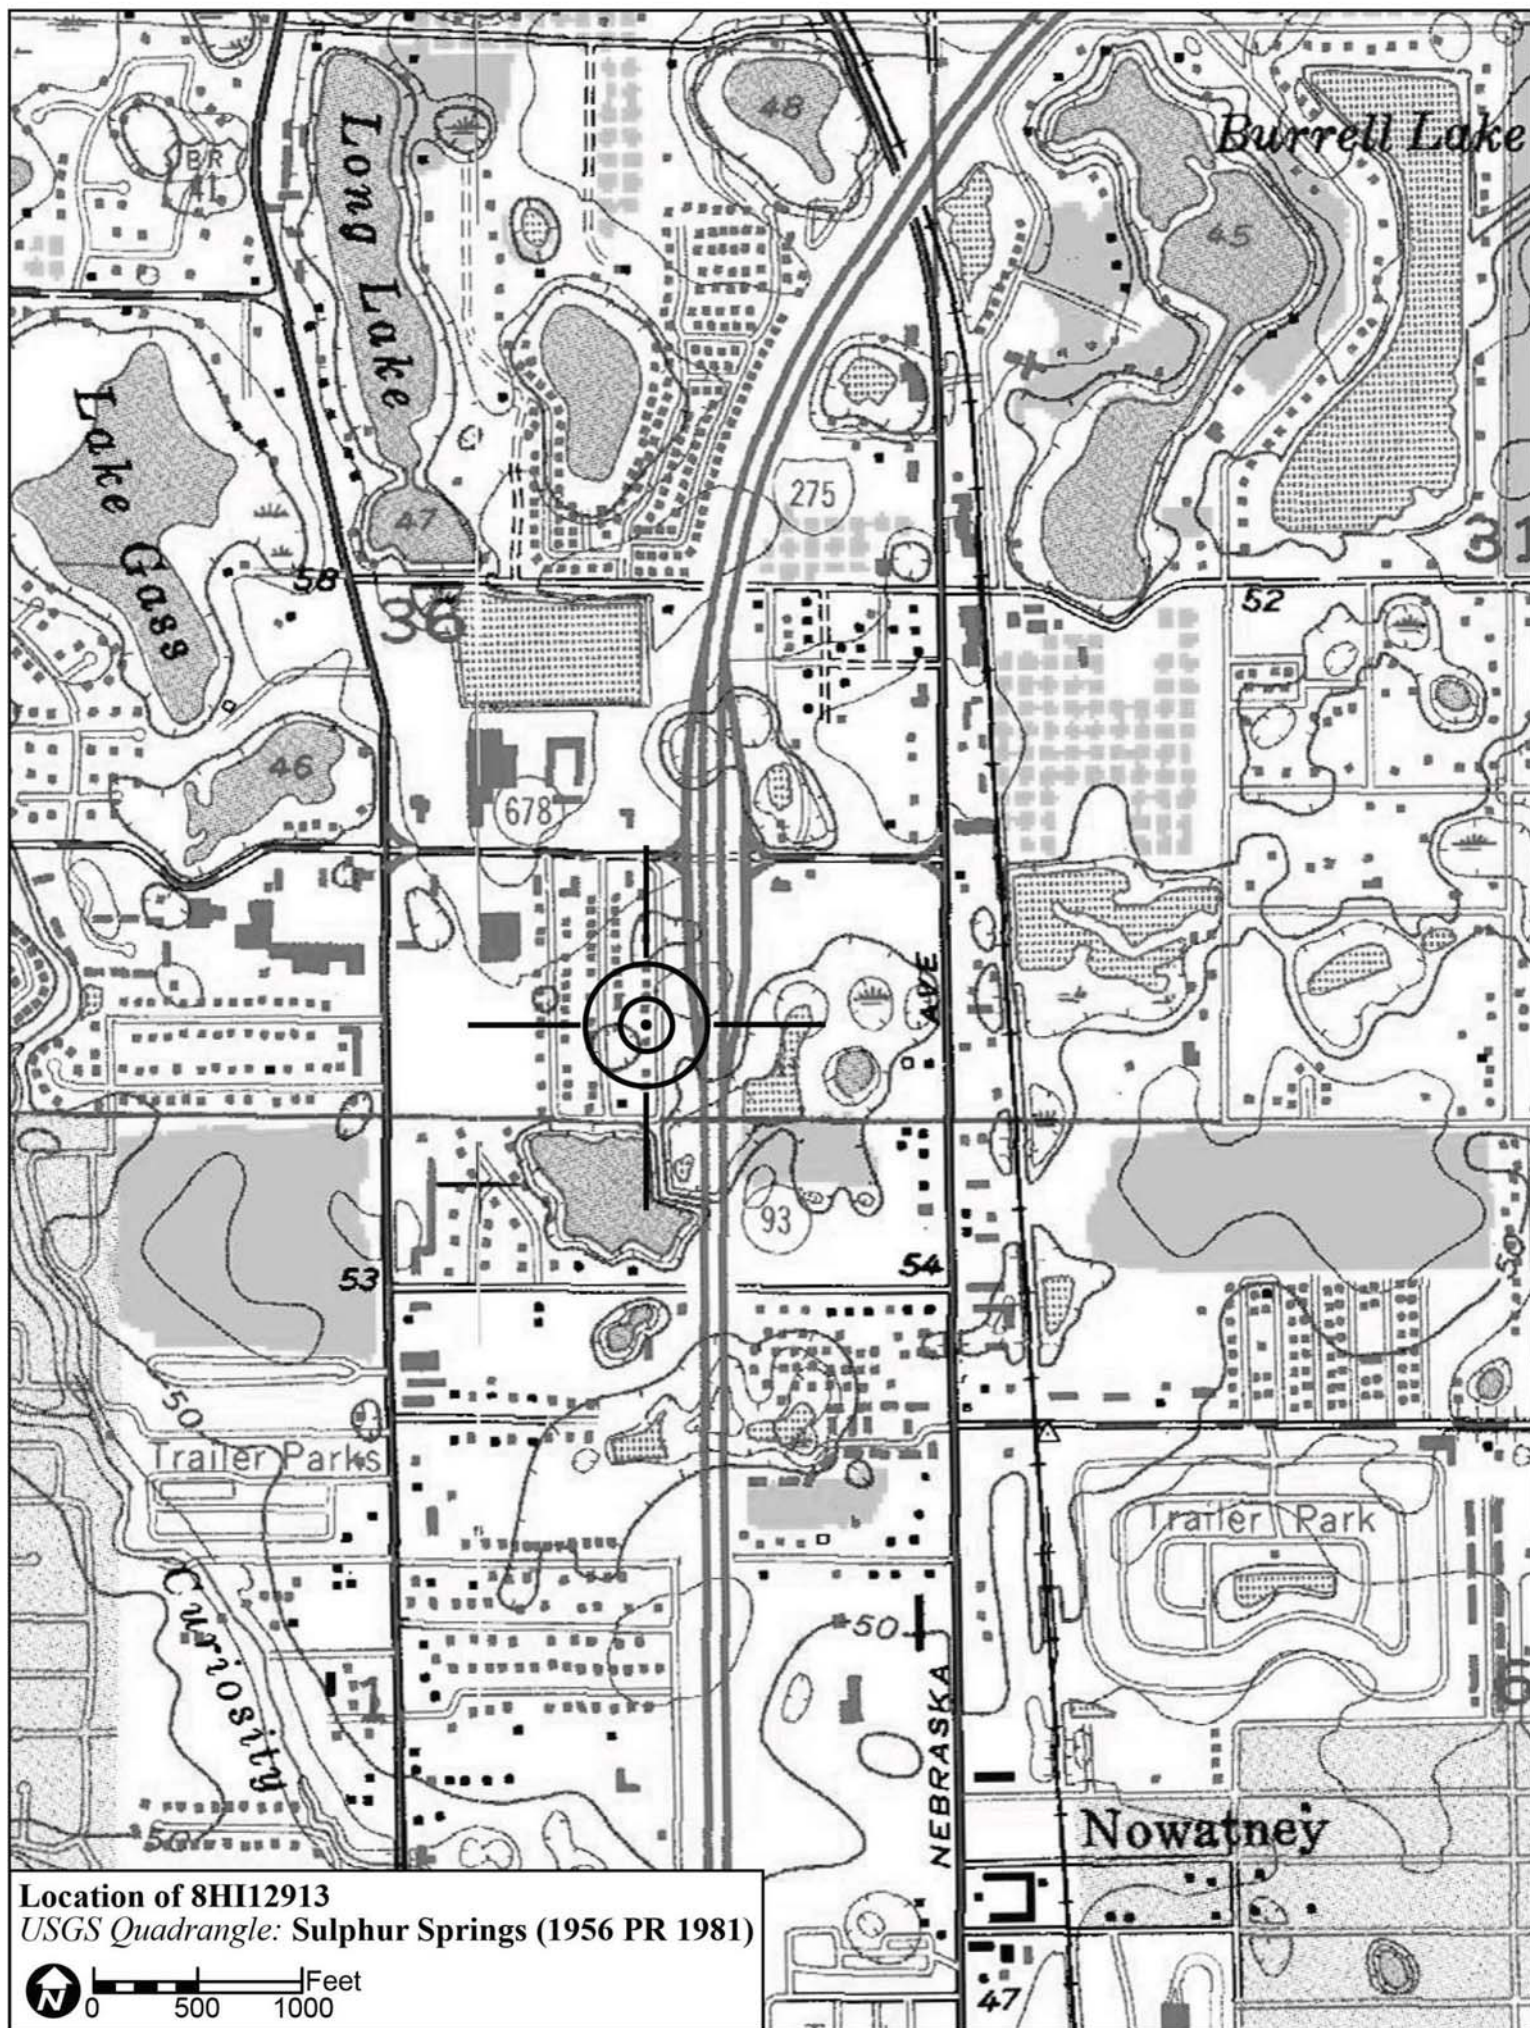 48
Burrell Lake
BR
41
Long Lake
45
Lake Gass
275
47
31
58
36
52
46
678
AVE
93
54
53
50
50
Trailer Parks
Trailer Park
Curiosity
50
NEBRASKA
1
6
50
Nowatney
47
Location of 8HI12913
USGS Quadrangle: Sulphur Springs (1956 PR 1981)
N
Feet
0 500 1000